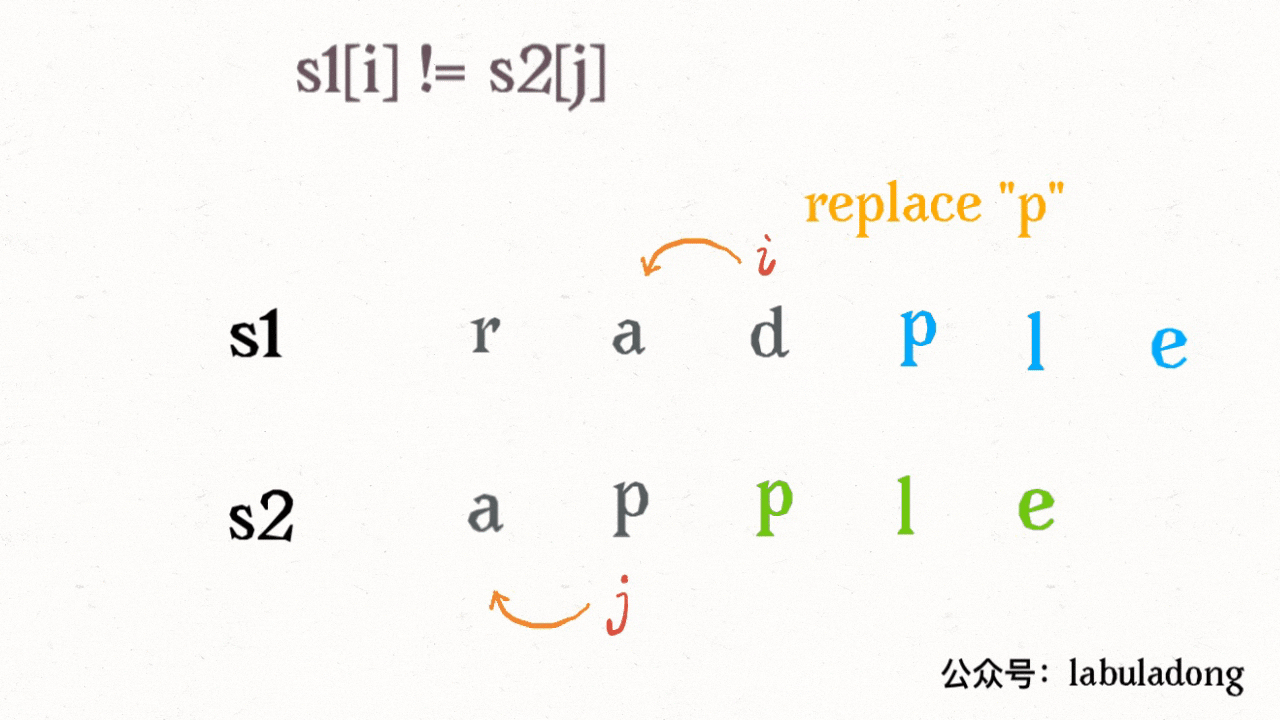 s1[i] != s2[j]
replace "p"
i
s1 r a d p l e
s2 a p p l e
j
公众号：labuladong